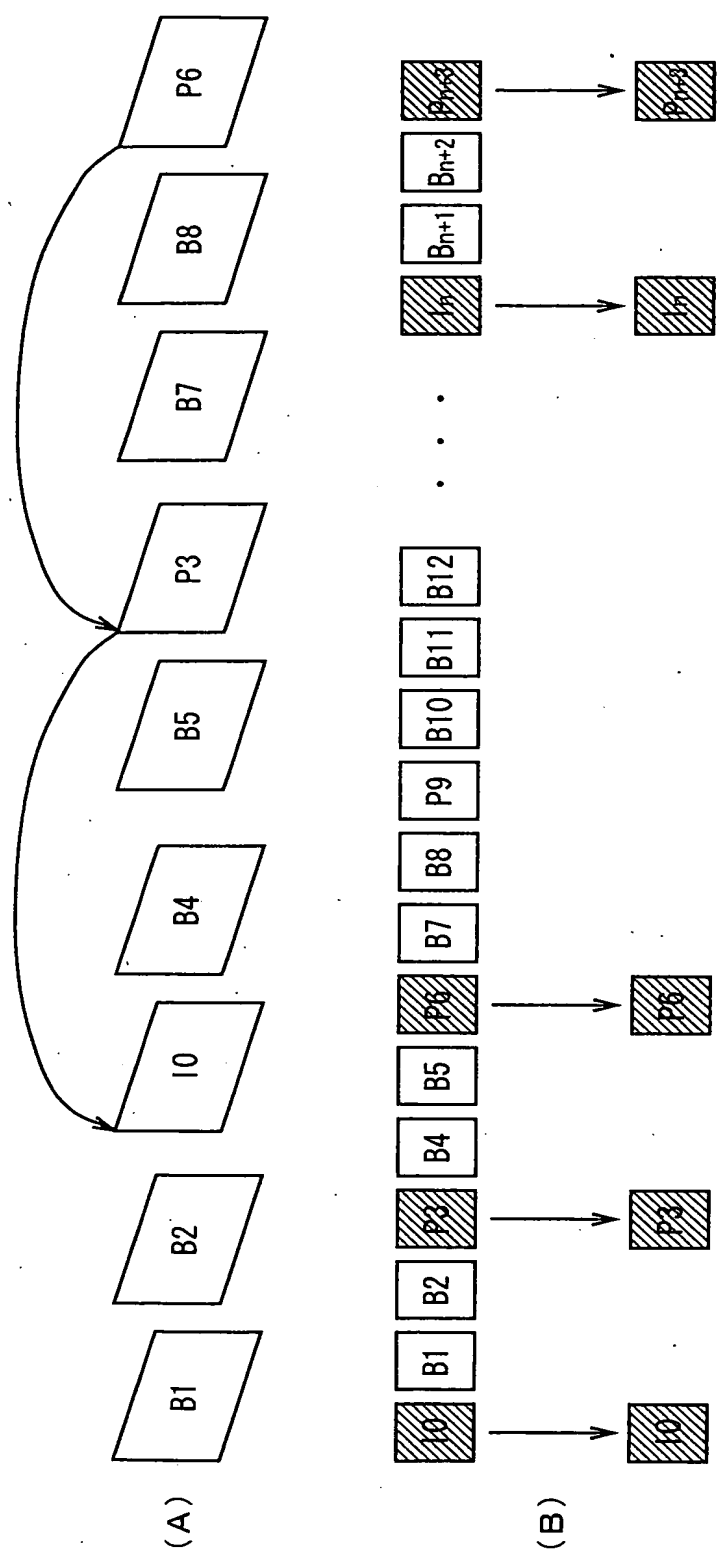 (A)
B1 B2 I0 B4 B5 P3 B7 B8 P6
(B)
I0 B1 B2 P3 B4 B5 P6 B7 B8 P9 B10 B11 B12 . . . In Bn+1 Bn+2 Pn+3
I0 P3 P6 In Pn+3